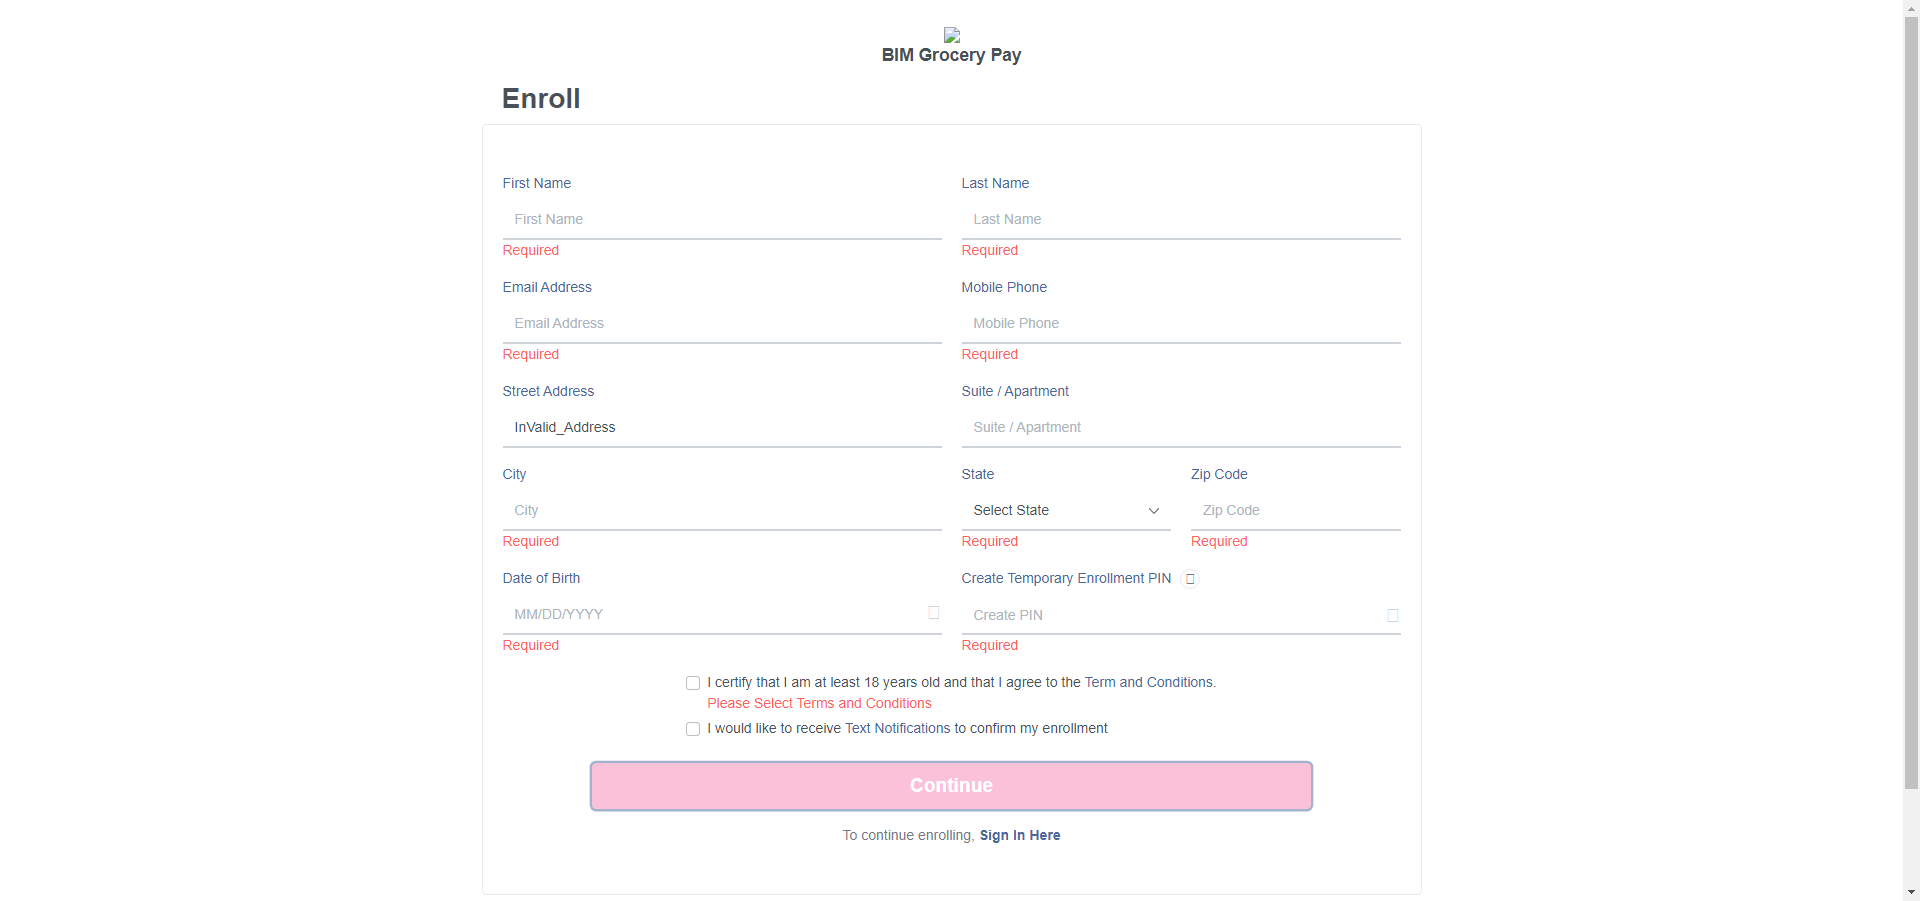 BIM Grocery Pay
Enroll
First Name
Last Name
First Name
Last Name
Required
Required
Email Address
Mobile Phone
Email Address
Mobile Phone
Required
Required
Street Address
Suite / Apartment
InValid_Address
Suite / Apartment
City
State
Zip Code
City
Select State
Zip Code
Required
Required
Required
Date of Birth
Create Temporary Enrollment PIN
MM/DD/YYYY
Create PIN
Required
Required
I certify that I am at least 18 years old and that I agree to the Term and Conditions.
Please Select Terms and Conditions
I would like to receive Text Notifications to confirm my enrollment
Continue
To continue enrolling, Sign In Here